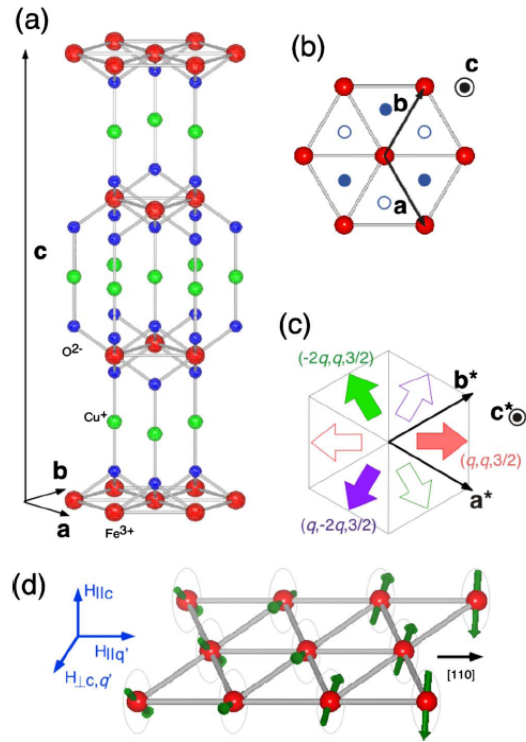 (a)
c
O2-
Cu+
b
a
Fe3+
(b)
c
b
a
(c)
(-2q,q,3/2)
b*
c*
(q,q,3/2)
a*
(q,-2q,3/2)
(d)
H||c
H||q'
H⊥c,q'
[110]